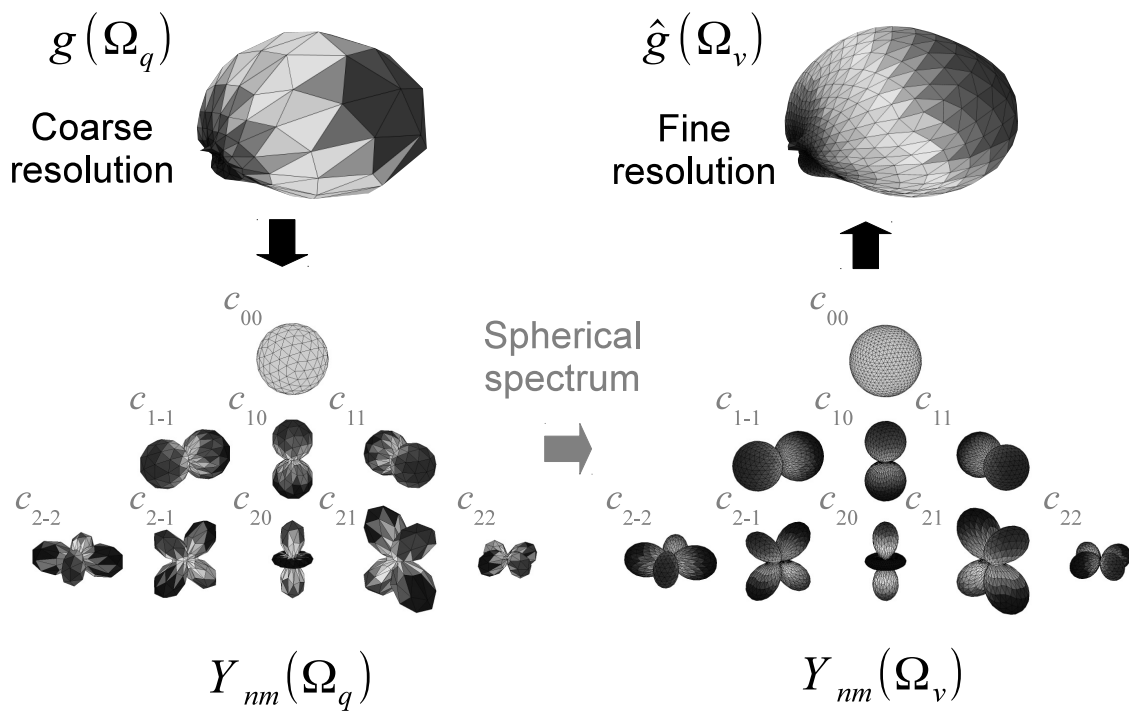 g(Ω_q)
Coarse
resolution
ĝ(Ω_v)
Fine
resolution
c_00
c_1-1 c_10 c_11
c_2-2 c_2-1 c_20 c_21 c_22
Y_nm(Ω_q)
Spherical
spectrum
c_00
c_1-1 c_10 c_11
c_2-2 c_2-1 c_20 c_21 c_22
Y_nm(Ω_v)